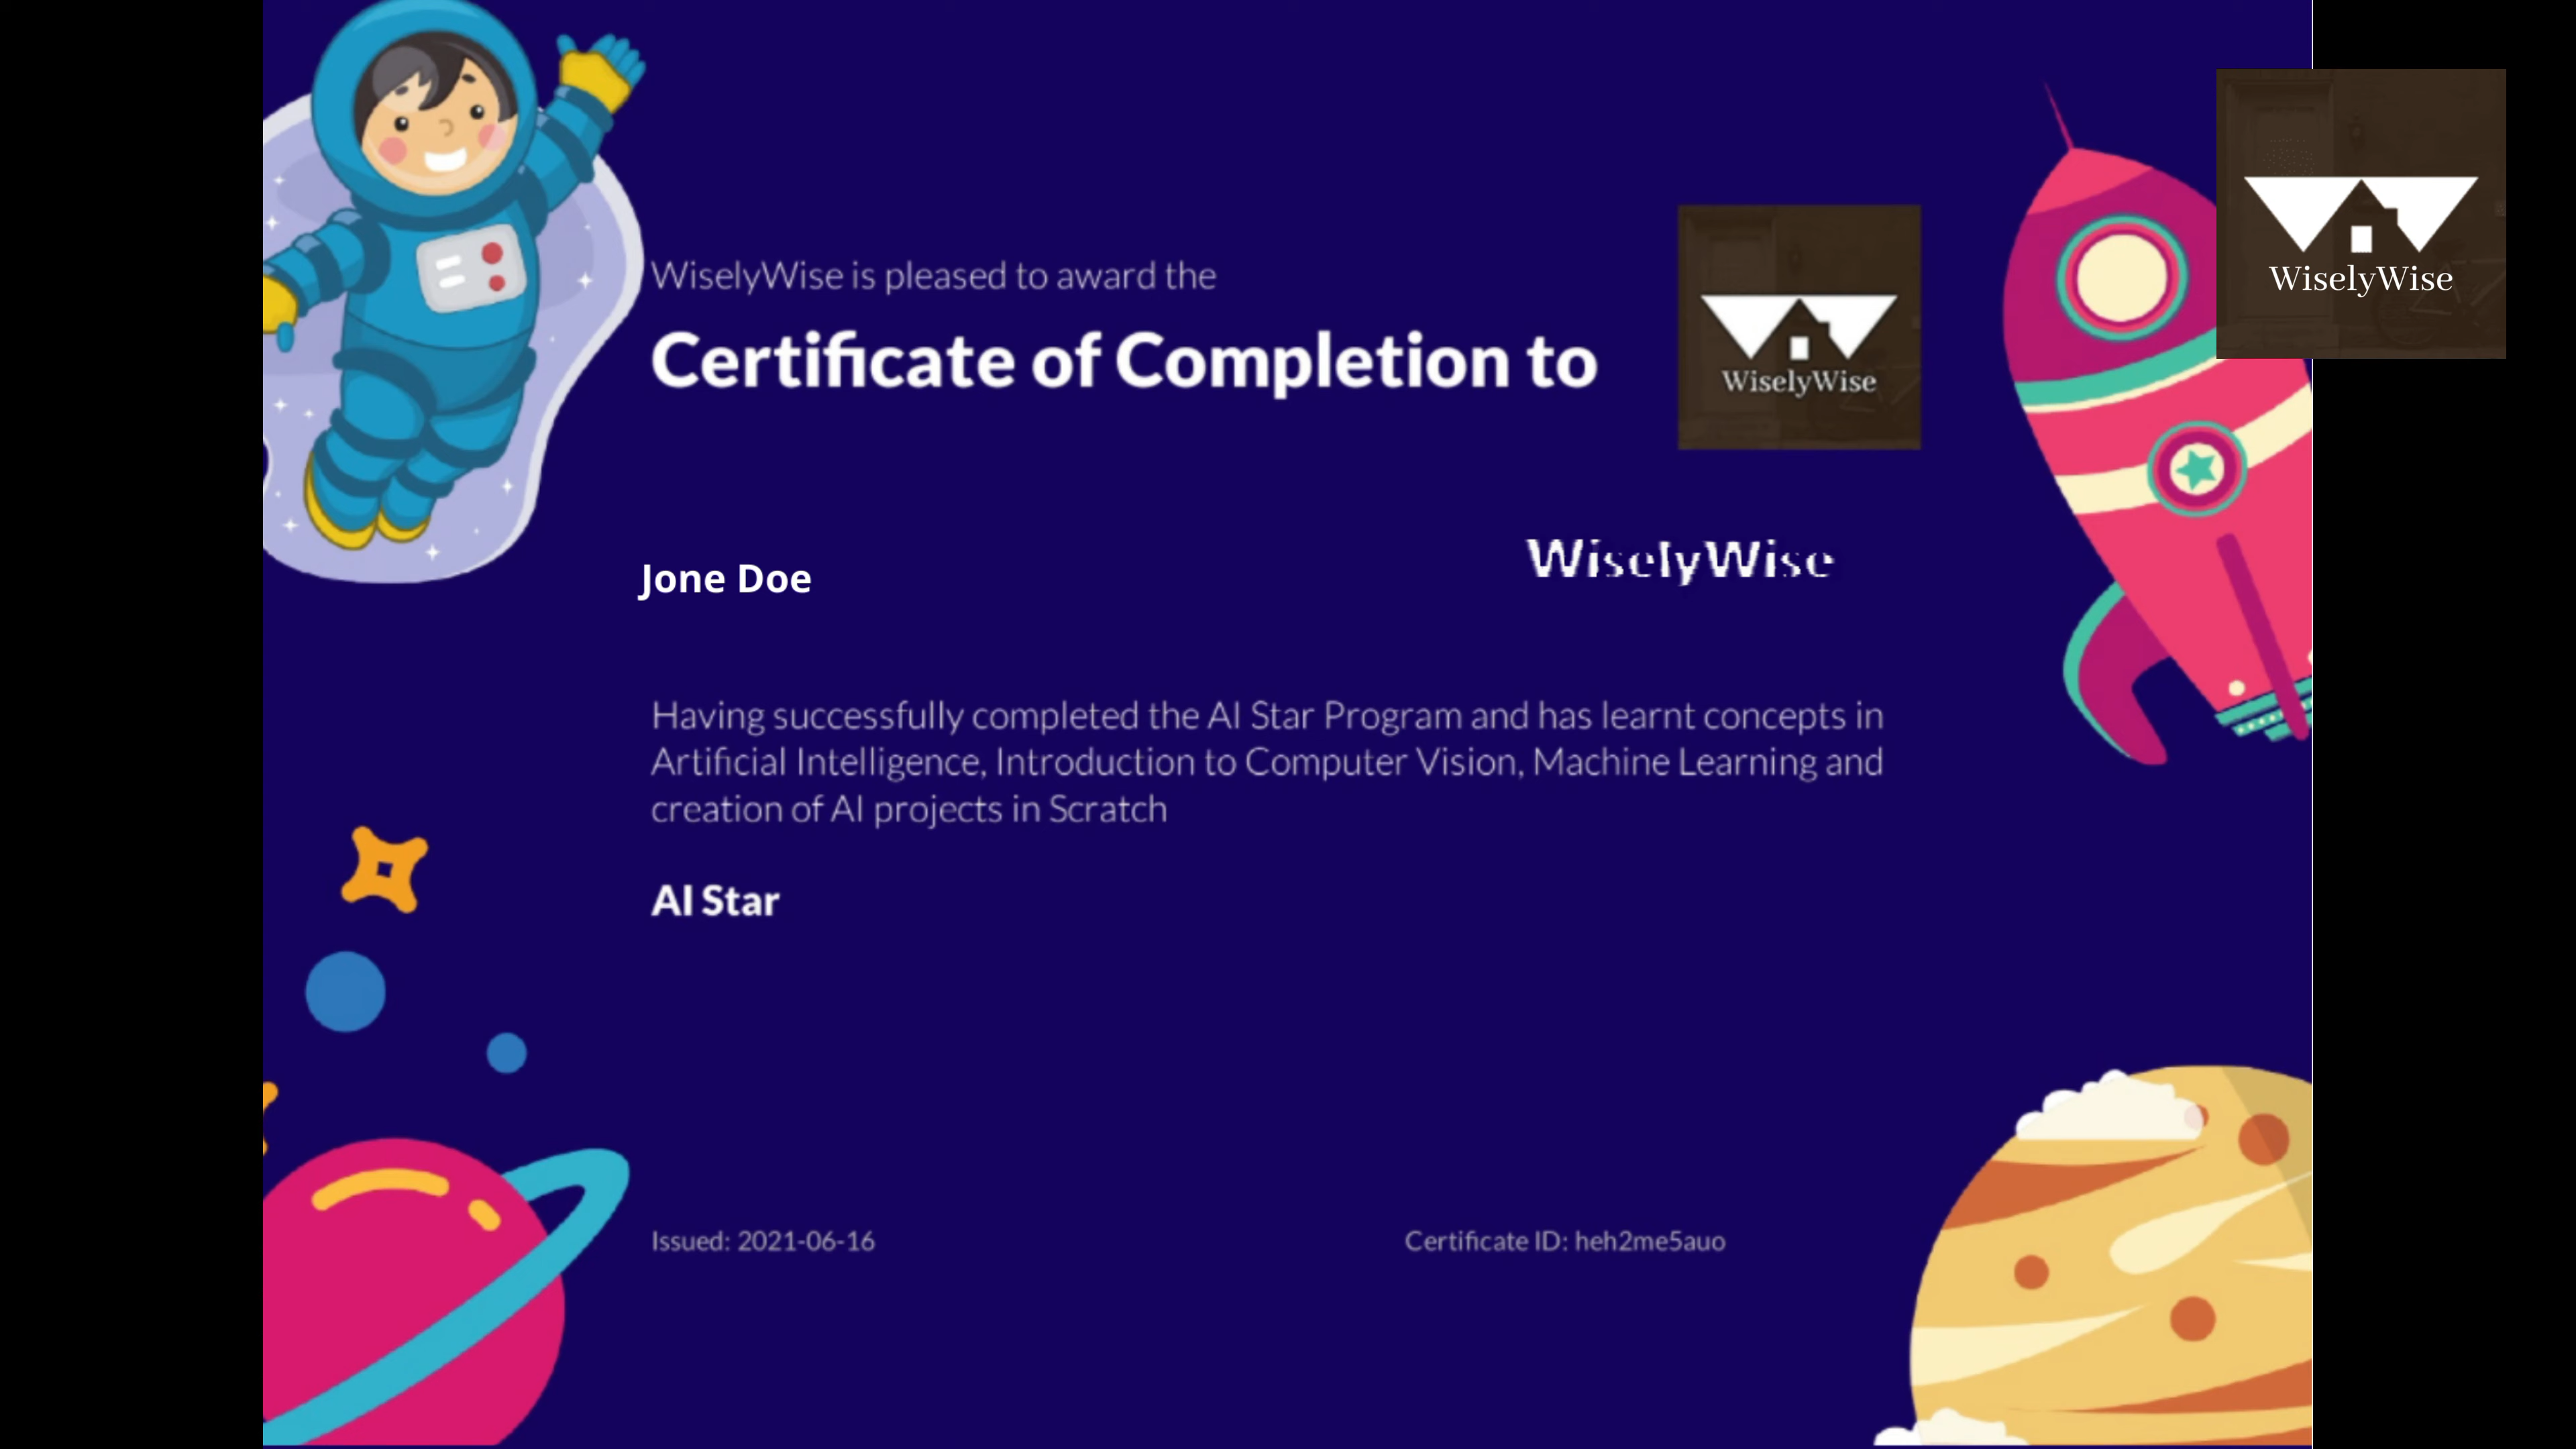 WiselyWise is pleased to award the
Certificate of Completion to
WiselyWise
WiselyWise
Jone Doe
WiselyWise
Having successfully completed the AI Star Program and has learnt concepts in
Artificial Intelligence, Introduction to Computer Vision, Machine Learning and
creation of AI projects in Scratch
AI Star
Issued: 2021-06-16
Certificate ID: heh2me5auo